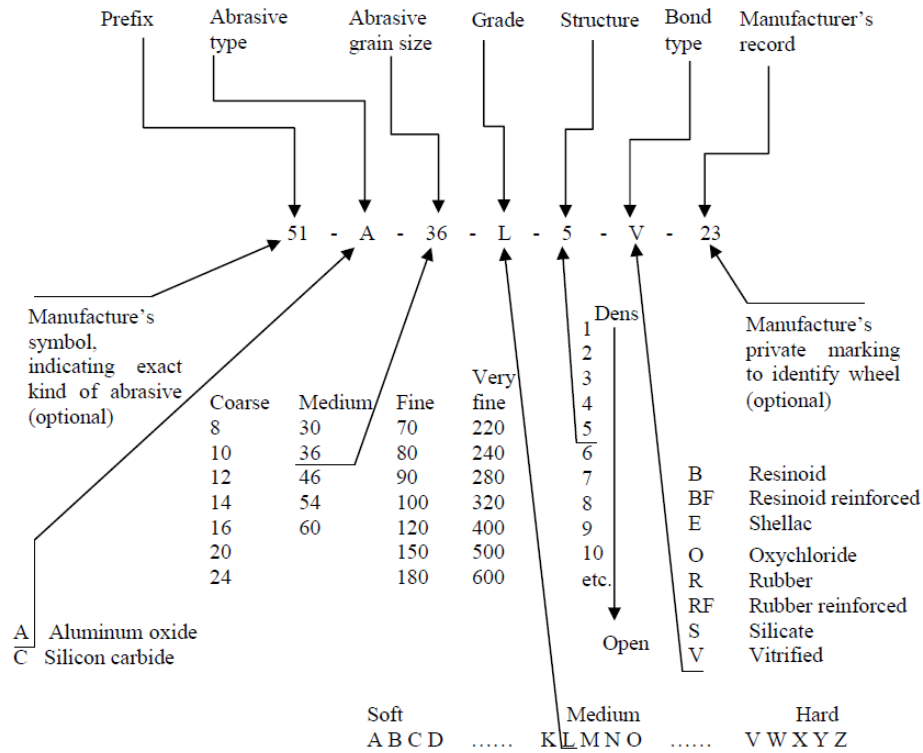 Prefix Abrasive type Abrasive grain size Grade Structure Bond type Manufacturer's record
51 - A - 36 - L - 5 - V - 23
Manufacture's
symbol,
indicating exact
kind of abrasive
(optional)
Coarse Medium Fine Very fine
8 30 70 220
10 36 80 240
12 46 90 280
14 54 100 320
16 60 120 400
20 150 500
24 180 600
Dens
1
2
3
4
5
6
7
8
9
10
etc.
Open
Manufacture's
private marking
to identify wheel
(optional)
B Resinoid
BF Resinoid reinforced
E Shellac
O Oxychloride
R Rubber
RF Rubber reinforced
S Silicate
V Vitrified
A Aluminum oxide
C Silicon carbide
Soft Medium Hard
A B C D ...... K L M N O ...... V W X Y Z